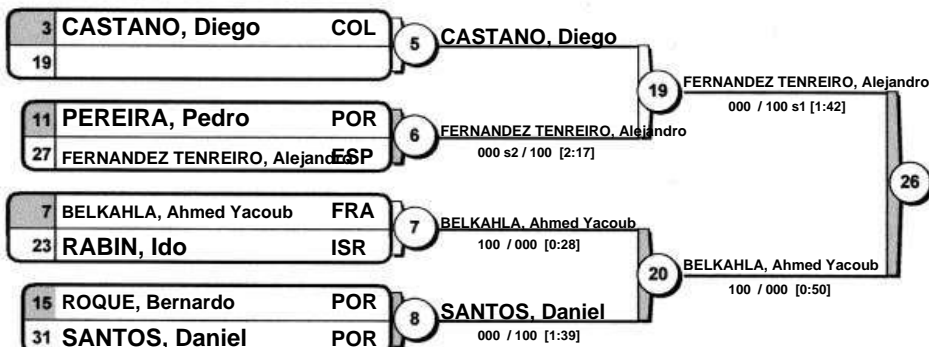 3 CASTANO, Diego COL
19
5
CASTANO, Diego
11 PEREIRA, Pedro POR
27 FERNANDEZ TENREIRO, Alejandro ESP
6
FERNANDEZ TENREIRO, Alejandro
000 s2 / 100 [2:17]
19
FERNANDEZ TENREIRO, Alejandro
000 / 100 s1 [1:42]
7 BELKAHLA, Ahmed Yacoub FRA
23 RABIN, Ido ISR
7
BELKAHLA, Ahmed Yacoub
100 / 000 [0:28]
15 ROQUE, Bernardo POR
31 SANTOS, Daniel POR
8
SANTOS, Daniel
000 / 100 [1:39]
20
BELKAHLA, Ahmed Yacoub
100 / 000 [0:50]
26